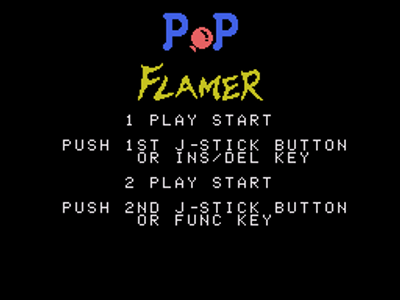 POP
FLAMER
1 PLAY START
PUSH 1ST J-STICK BUTTON
OR INS/DEL KEY
2 PLAY START
PUSH 2ND J-STICK BUTTON
OR FUNC KEY